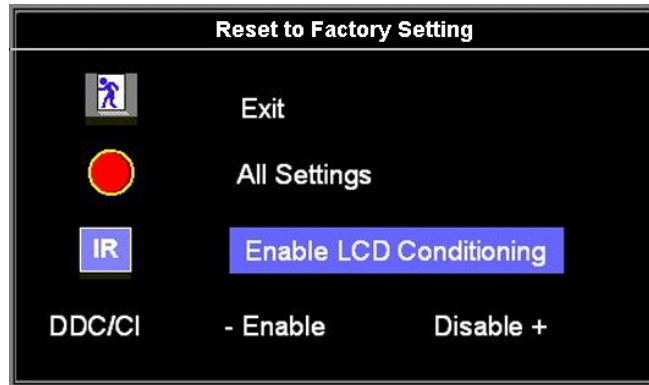 Reset to Factory Setting
Exit
All Settings
IR Enable LCD Conditioning
DDC/CI - Enable Disable +